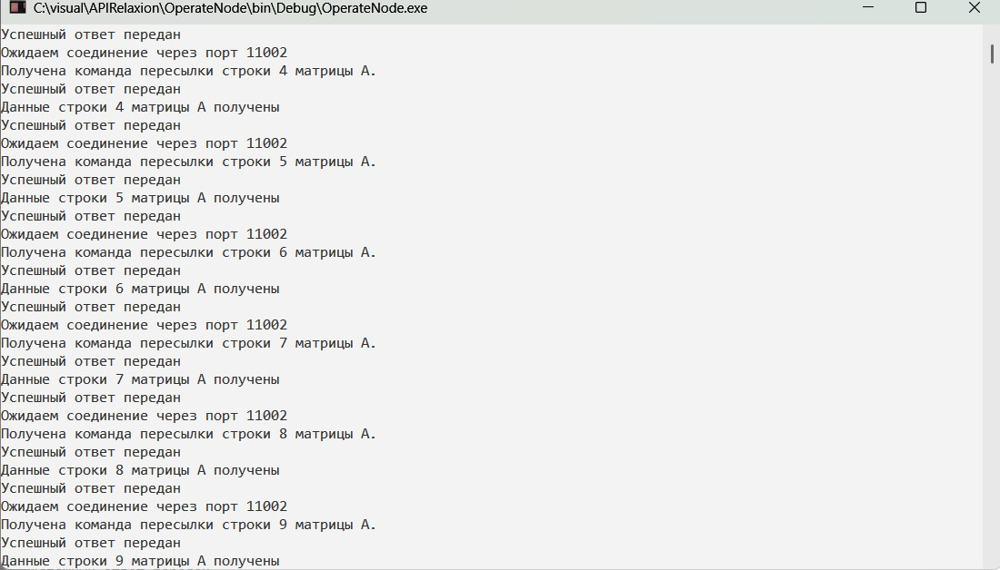 C:\visual\APIRelaxion\OperateNode\bin\Debug\OperateNode.exe
Успешный ответ передан
Ожидаем соединение через порт 11002
Получена команда пересылки строки 4 матрицы А.
Успешный ответ передан
Данные строки 4 матрицы А получены
Успешный ответ передан
Ожидаем соединение через порт 11002
Получена команда пересылки строки 5 матрицы А.
Успешный ответ передан
Данные строки 5 матрицы А получены
Успешный ответ передан
Ожидаем соединение через порт 11002
Получена команда пересылки строки 6 матрицы А.
Успешный ответ передан
Данные строки 6 матрицы А получены
Успешный ответ передан
Ожидаем соединение через порт 11002
Получена команда пересылки строки 7 матрицы А.
Успешный ответ передан
Данные строки 7 матрицы А получены
Успешный ответ передан
Ожидаем соединение через порт 11002
Получена команда пересылки строки 8 матрицы А.
Успешный ответ передан
Данные строки 8 матрицы А получены
Успешный ответ передан
Ожидаем соединение через порт 11002
Получена команда пересылки строки 9 матрицы А.
Успешный ответ передан
Данные строки 9 матрицы А получены